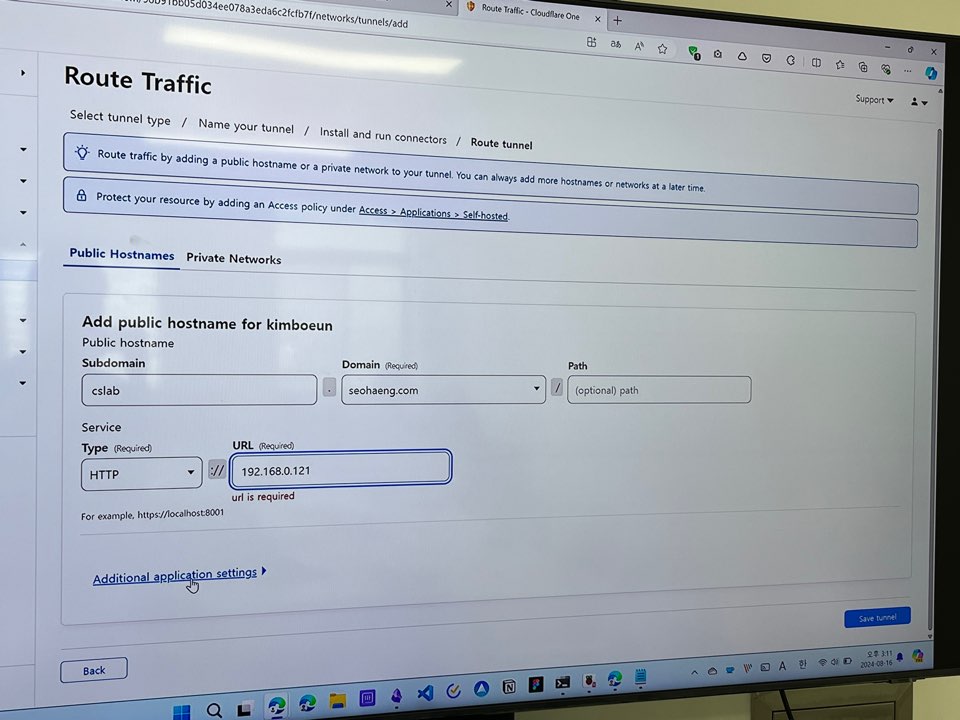 /networks/tunnels/add
Route Traffic - Cloudflare One
Route Traffic
Support
Select tunnel type / Name your tunnel / Install and run connectors / Route tunnel
Route traffic by adding a public hostname or a private network to your tunnel. You can always add more hostnames or networks at a later time.
Protect your resource by adding an Access policy under Access > Applications > Self-hosted.
Public Hostnames Private Networks
Add public hostname for kimboeun
Public hostname
Subdomain Domain (Required) Path
cslab . seohaeng.com / (optional) path
Service
Type (Required) URL (Required)
HTTP :// 192.168.0.121
url is required
For example, https://localhost:8001
Additional application settings
Save tunnel
Back
A 한
오후 3:11
2024-08-16